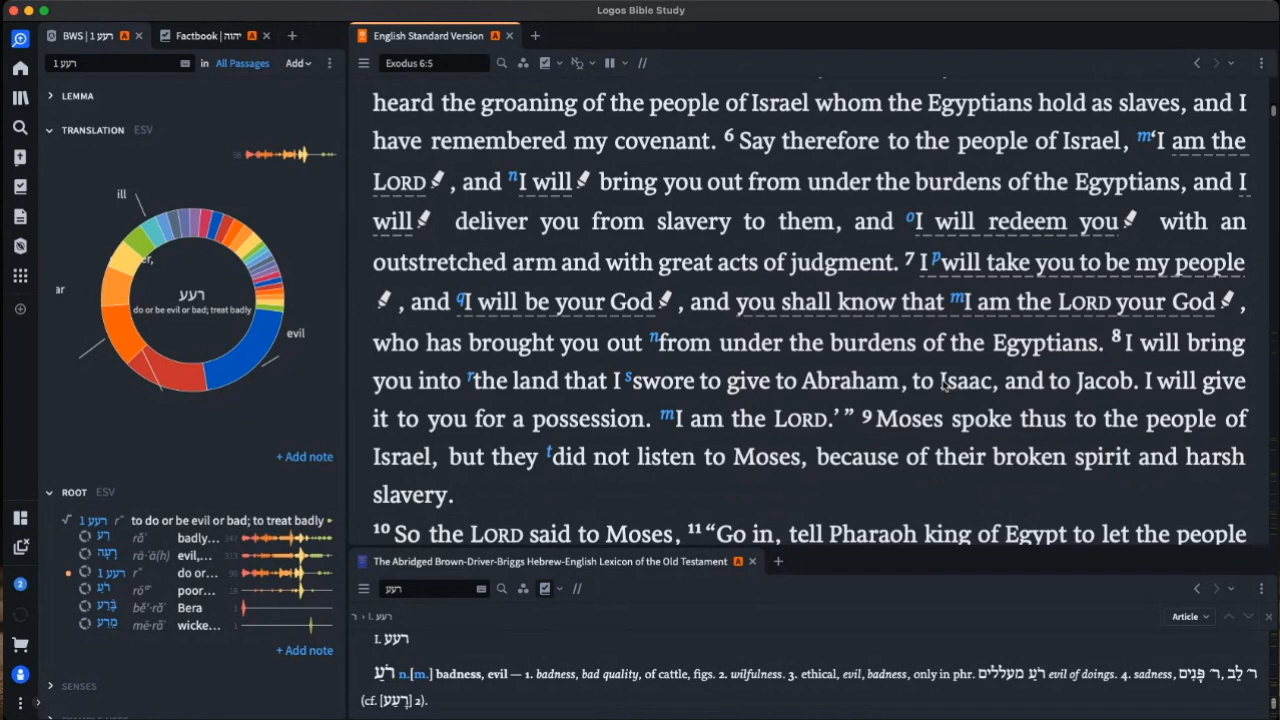 Logos Bible Study
BWS | רעע 1
Factbook | יהוה
English Standard Version
1 רעע
in All Passages
Add
Exodus 6:5
LEMMA
TRANSLATION ESV
ill
ar
er,
evil
רעע
do or be evil or bad; treat badly
+ Add note
ROOT ESV
1 רעע
to do or be evil or bad; to treat badly
רַע
badly...
רָעָה
evil,...
1 רעע
do or...
רֹעַ
poor...
בֶּרַע
Bera
מֵרַע
wicke...
+ Add note
SENSES
2
heard the groaning of the people of Israel whom the Egyptians hold as slaves, and I
have remembered my covenant. 6 Say therefore to the people of Israel, m‘I am the
LORD, and nI will bring you out from under the burdens of the Egyptians, and I
will deliver you from slavery to them, and oI will redeem you with an
outstretched arm and with great acts of judgment. 7 I pwill take you to be my people
, and qI will be your God, and you shall know that mI am the LORD your God,
who has brought you out nfrom under the burdens of the Egyptians. 8 I will bring
you into rthe land that I sswore to give to Abraham, to Isaac, and to Jacob. I will give
it to you for a possession. mI am the LORD.’” 9 Moses spoke thus to the people of
Israel, but they tdid not listen to Moses, because of their broken spirit and harsh
slavery.
10 So the LORD said to Moses, 11 “Go in, tell Pharaoh king of Egypt to let the people
The Abridged Brown-Driver-Briggs Hebrew-English Lexicon of the Old Testament
רעע
ר › I. רעע
Article
I. רעע
רֹעַ n.[m.] badness, evil — 1. badness, bad quality, of cattle, figs. 2. wilfulness. 3. ethical, evil, badness, only in phr. רֹעַ מעללים evil of doings. 4. sadness, ר׳ פָּנִים, ר׳ לֵב
(cf. [רָעַע] 2).